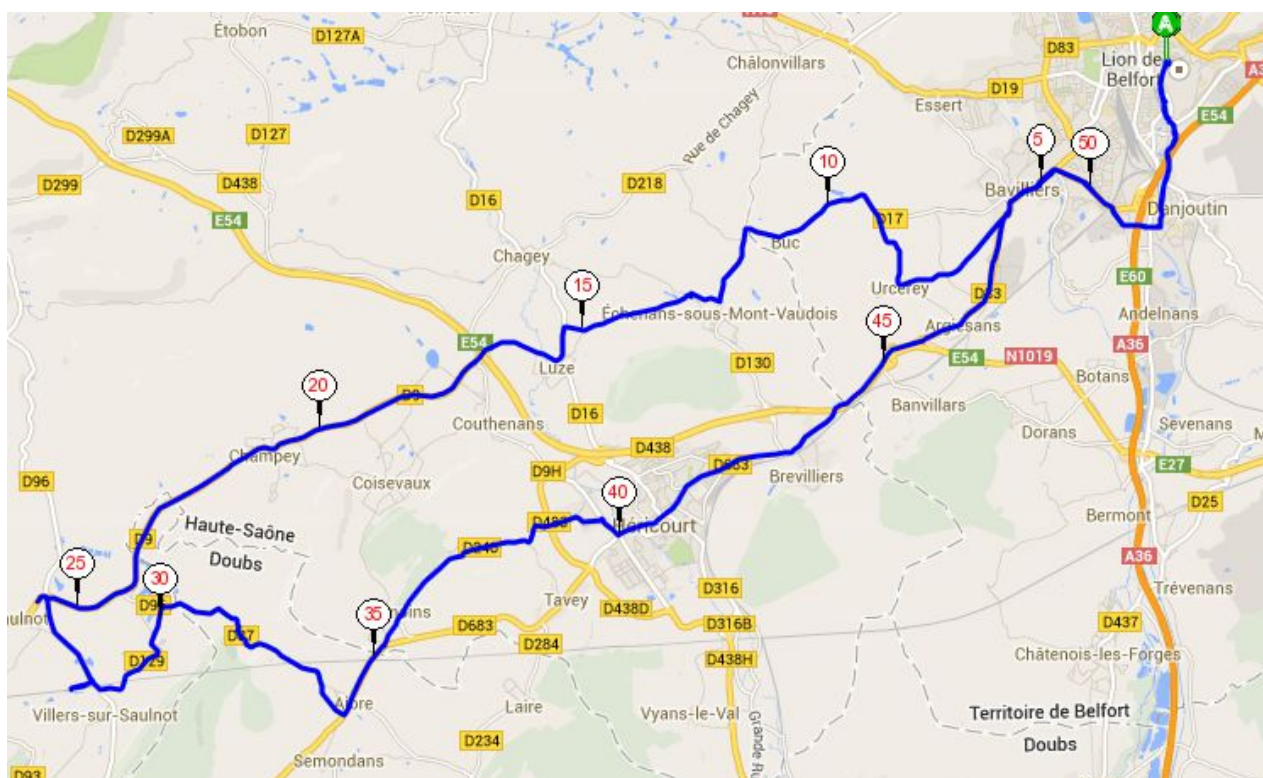 Étobon
D127A
A
Châlonvillars
D83
Lion de
Belfort
D19
Essert
E54
D299A
D127
Rue de Chagey
5
50
D299
D438
D218
10
Bavilliers
D16
D17
Danjoutin
E54
Chagey
Buc
15
Urcerey
E60
Échenans-sous-Mont-Vaudois
45
Argiésans
Andelnans
E54
Luze
E54
N1019
A36
D130
Botans
20
D9
D16
Banvillars
Couthenans
Dorans
Sevenans
D438
Champey
D9H
D683
E27
D96
Coisevaux
Brevilliers
40
D25
Héricourt
Bermont
Haute-Saône
D9
Doubs
A36
25
30
Trévenans
D316
35
Tavey
D438D
D683
D316B
D437
D284
D129
D438H
Châtenois-les-Forges
Aibre
Laire
Villers-sur-Saulnot
Vyans-le-Val
Territoire de Belfort
D234
Doubs
Semondans
D93